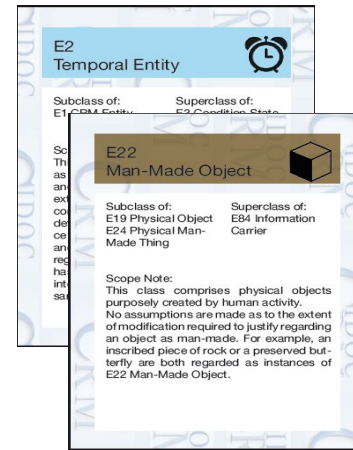 E2
Temporal Entity
Subclass of: Superclass of:
E1 CRM Entity E3 Condition State
E22
Man-Made Object
Subclass of: Superclass of:
E19 Physical Object E84 Information
E24 Physical Man- Carrier
Made Thing
Scope Note:
This class comprises physical objects
purposely created by human activity.
No assumptions are made as to the extent
of modification required to justify regarding
an object as man-made. For example, an
inscribed piece of rock or a preserved but-
terfly are both regarded as instances of
E22 Man-Made Object.